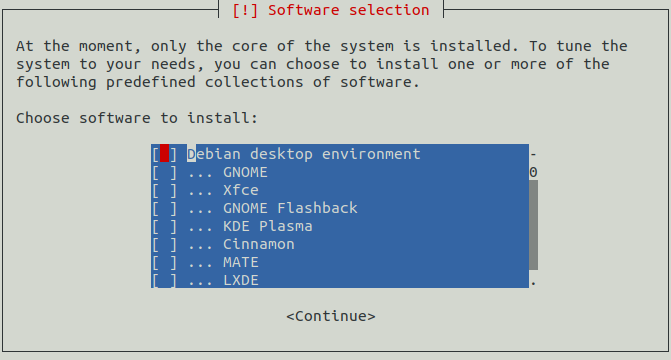 [!] Software selection
At the moment, only the core of the system is installed. To tune the
system to your needs, you can choose to install one or more of the
following predefined collections of software.
Choose software to install:
[ ] Debian desktop environment -
[ ] ... GNOME 0
[ ] ... Xfce
[ ] ... GNOME Flashback
[ ] ... KDE Plasma
[ ] ... Cinnamon
[ ] ... MATE
[ ] ... LXDE .
<Continue>